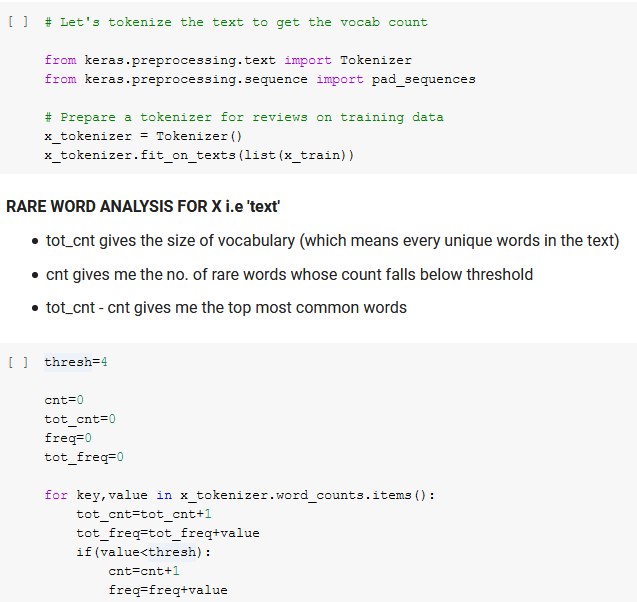 [ ] # Let's tokenize the text to get the vocab count
from keras.preprocessing.text import Tokenizer
from keras.preprocessing.sequence import pad_sequences
# Prepare a tokenizer for reviews on training data
x_tokenizer = Tokenizer()
x_tokenizer.fit_on_texts(list(x_train))
RARE WORD ANALYSIS FOR X i.e 'text'
• tot_cnt gives the size of vocabulary (which means every unique words in the text)
• cnt gives me the no. of rare words whose count falls below threshold
• tot_cnt - cnt gives me the top most common words
[ ] thresh=4
cnt=0
tot_cnt=0
freq=0
tot_freq=0
for key,value in x_tokenizer.word_counts.items():
    tot_cnt=tot_cnt+1
    tot_freq=tot_freq+value
    if(value<thresh):
        cnt=cnt+1
        freq=freq+value